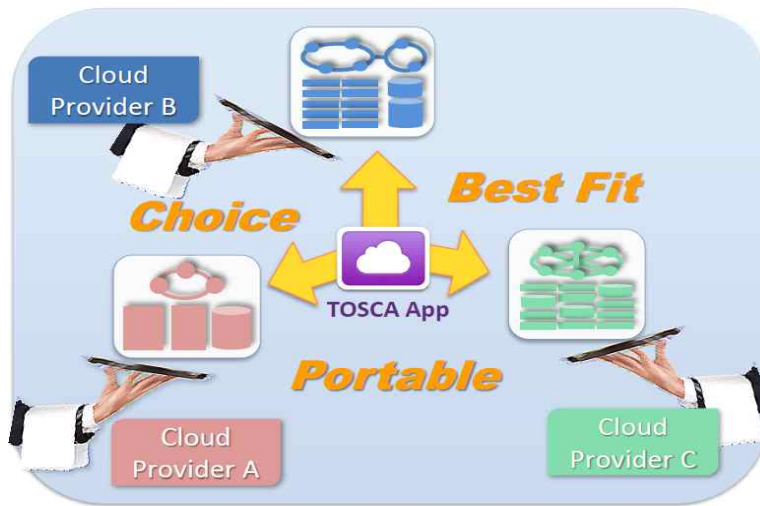 Cloud
Provider B
Best Fit
Choice
TOSCA App
Portable
Cloud
Provider A
Cloud
Provider C